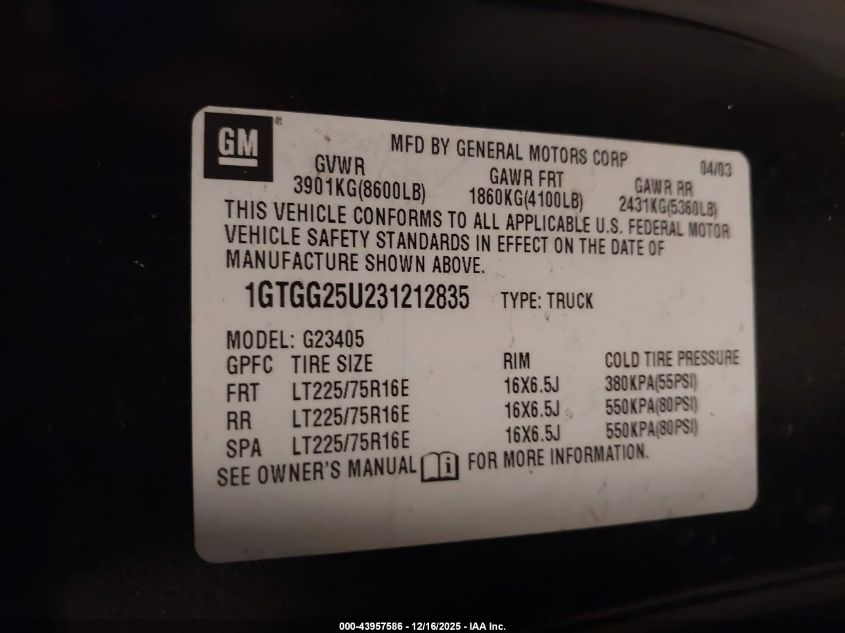 GM®
MFD BY GENERAL MOTORS CORP 04/03
GVWR GAWR FRT GAWR RR
3901KG(8600LB) 1860KG(4100LB) 2431KG(5360LB)
THIS VEHICLE CONFORMS TO ALL APPLICABLE U.S. FEDERAL MOTOR
VEHICLE SAFETY STANDARDS IN EFFECT ON THE DATE OF
MANUFACTURE SHOWN ABOVE.
1GTGG25U231212835 TYPE: TRUCK
MODEL: G23405
GPFC TIRE SIZE RIM COLD TIRE PRESSURE
FRT LT225/75R16E 16X6.5J 380KPA(55PSI)
RR LT225/75R16E 16X6.5J 550KPA(80PSI)
SPA LT225/75R16E 16X6.5J 550KPA(80PSI)
SEE OWNER'S MANUAL i FOR MORE INFORMATION.
000-43957586 - 12/16/2025 - IAA Inc.